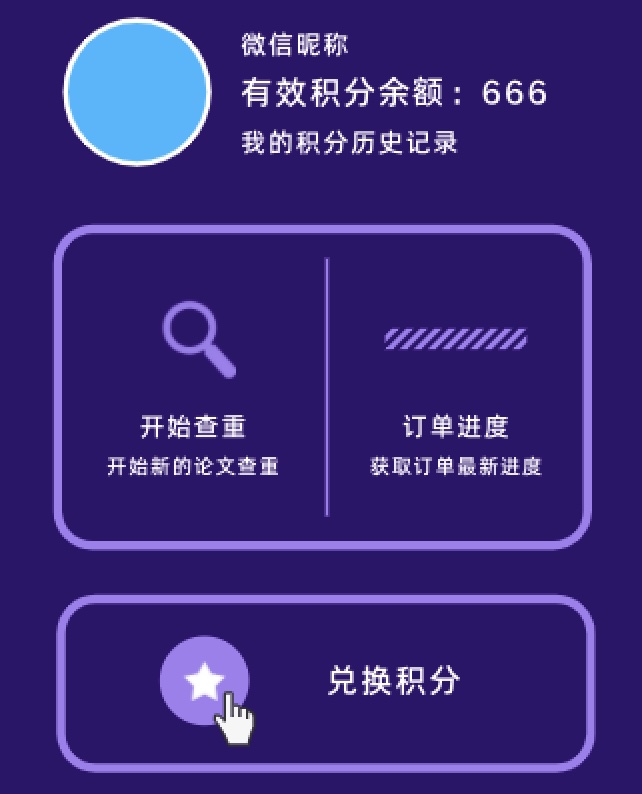 微信昵称
有效积分余额：666
我的积分历史记录
开始查重
开始新的论文查重
订单进度
获取订单最新进度
兑换积分